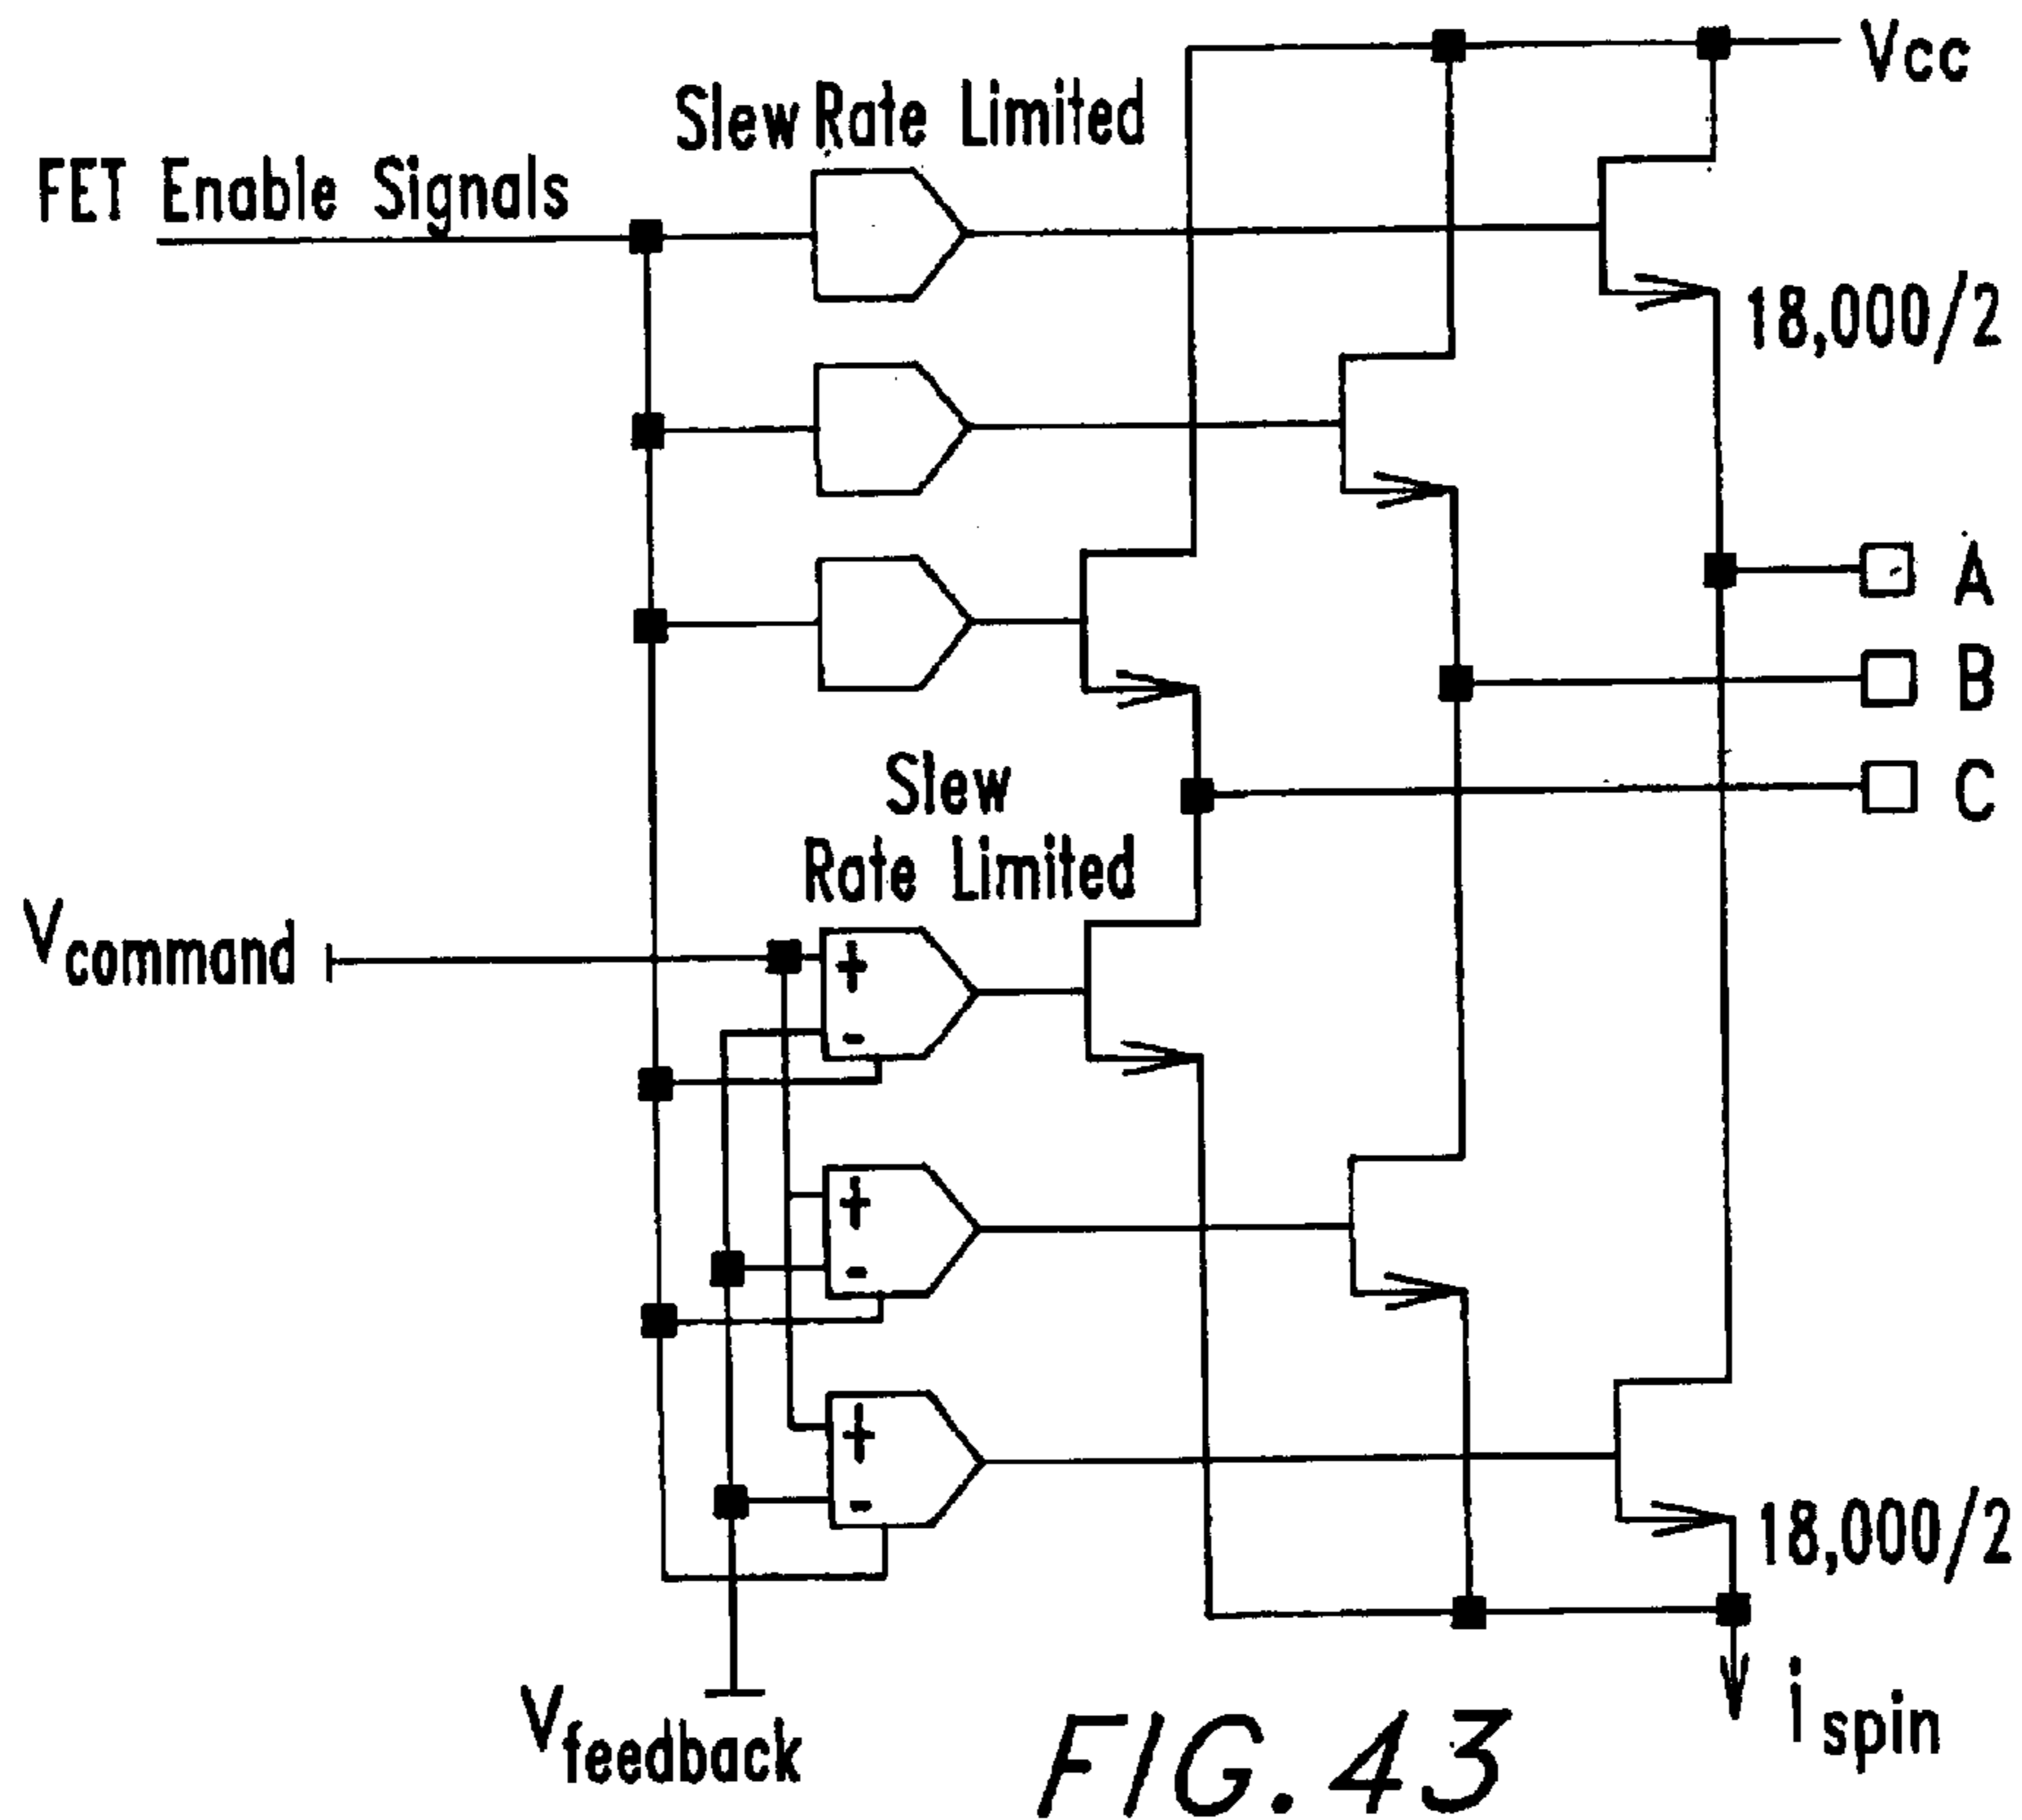 Vcc
Slew Rate Limited
FET Enable Signals
18,000/2
A
B
C
Slew
Rate Limited
Vcommand
+
-
+
-
+
-
18,000/2
Vfeedback
ispin
FIG. 43